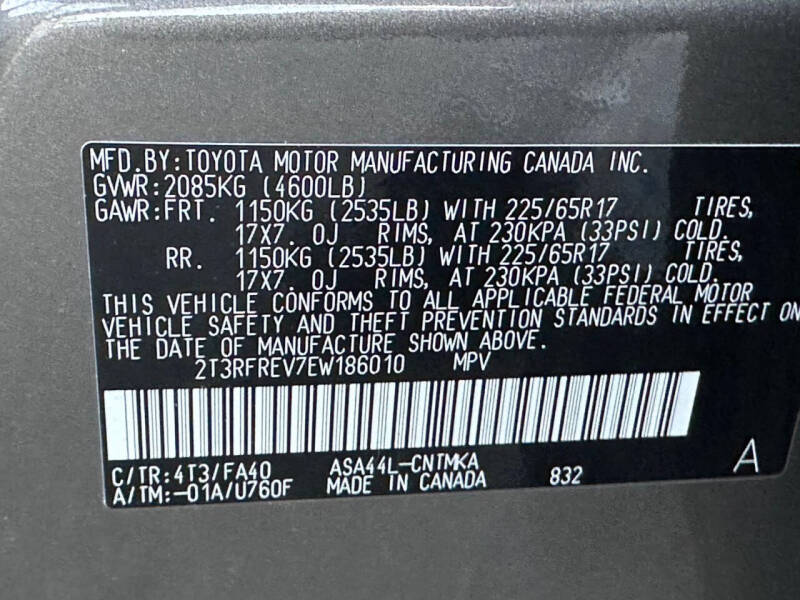 MFD.BY:TOYOTA MOTOR MANUFACTURING CANADA INC.
GVWR:2085KG (4600LB)
GAWR:FRT. 1150KG (2535LB) WITH 225/65R17 TIRES,
17X7. 0J RIMS, AT 230KPA (33PSI) COLD.
RR. 1150KG (2535LB) WITH 225/65R17 TIRES,
17X7. 0J RIMS, AT 230KPA (33PSI) COLD.
THIS VEHICLE CONFORMS TO ALL APPLICABLE FEDERAL MOTOR
VEHICLE SAFETY AND THEFT PREVENTION STANDARDS IN EFFECT ON
THE DATE OF MANUFACTURE SHOWN ABOVE.
2T3RFREV7EW186010 MPV
C/TR:4T3/FA40 ASA44L-CNTMKA
A/TM:-01A/U760F MADE IN CANADA 832 A